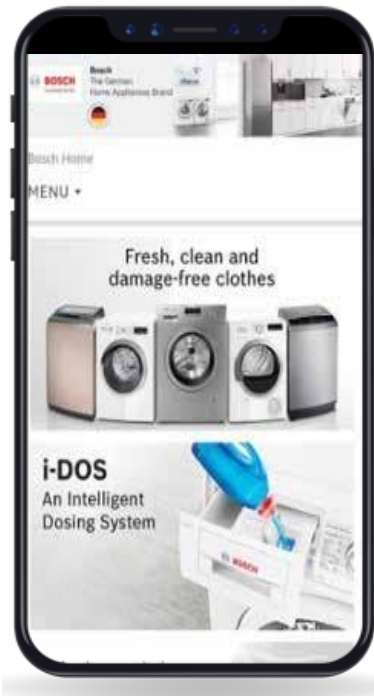 BOSCH
Bosch
The German
Home Appliances Brand
Bosch Home
MENU
Fresh, clean and
damage-free clothes
i-DOS
An Intelligent
Dosing System
BOSCH